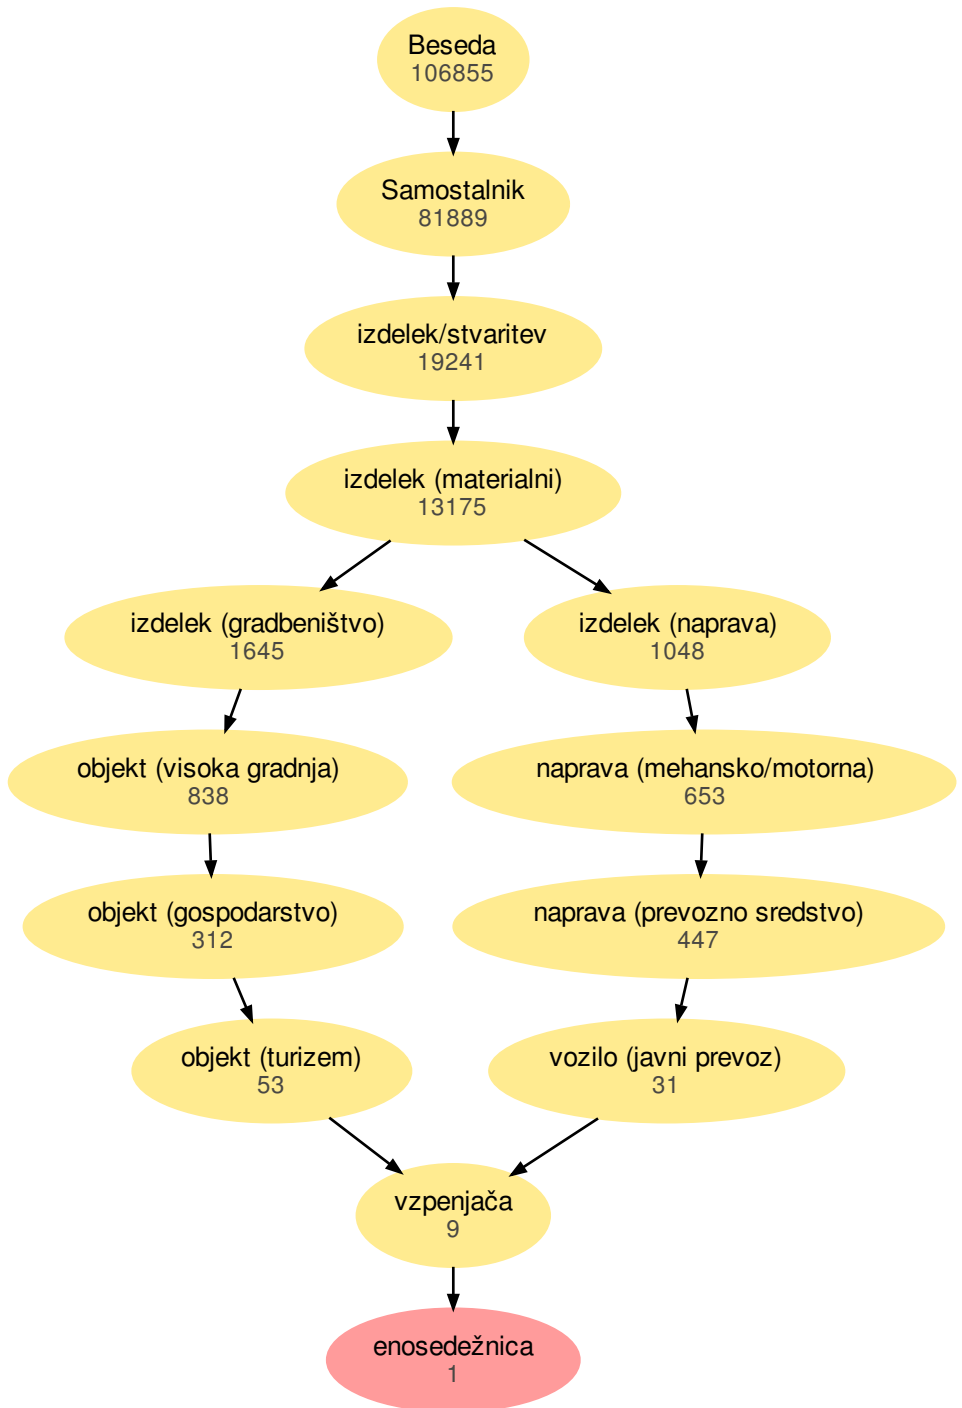 Beseda
106855
Samostalnik
81889
izdelek/stvaritev
19241
izdelek (materialni)
13175
izdelek (gradbeništvo)
1645
izdelek (naprava)
1048
objekt (visoka gradnja)
838
naprava (mehansko/motorna)
653
objekt (gospodarstvo)
312
naprava (prevozno sredstvo)
447
objekt (turizem)
53
vozilo (javni prevoz)
31
vzpenjača
9
enosedežnica
1